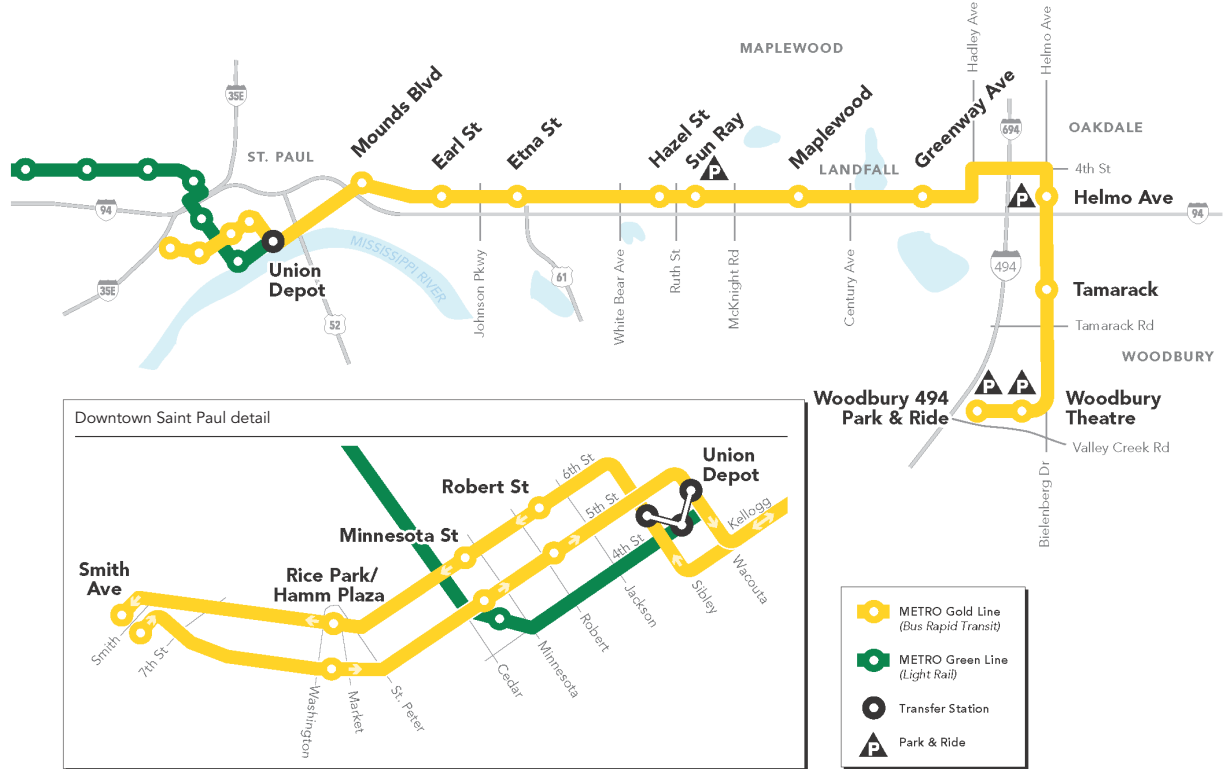 MAPLEWOOD
Hadley Ave
Helmo Ave
35E
Mounds Blvd
Earl St
Etna St
Hazel St
Sun Ray
P
Maplewood
Greenway Ave
694
OAKDALE
ST. PAUL
LANDFALL
4th St
P
Helmo Ave
94
94
MISSISSIPPI RIVER
Union
Depot
35E
52
61
Johnson Pkwy
White Bear Ave
Ruth St
McKnight Rd
Century Ave
494
Tamarack
Tamarack Rd
WOODBURY
P
P
Woodbury 494
Park & Ride
Woodbury
Theatre
Valley Creek Rd
Bielenberg Dr
Downtown Saint Paul detail
Union
Depot
Robert St
6th St
5th St
4th St
Kellogg
Minnesota St
Smith
Ave
Rice Park/
Hamm Plaza
Smith
7th St
Washington
Market
St. Peter
Cedar
Minnesota
Robert
Jackson
Sibley
Wacouta
METRO Gold Line
(Bus Rapid Transit)
METRO Green Line
(Light Rail)
Transfer Station
P
Park & Ride